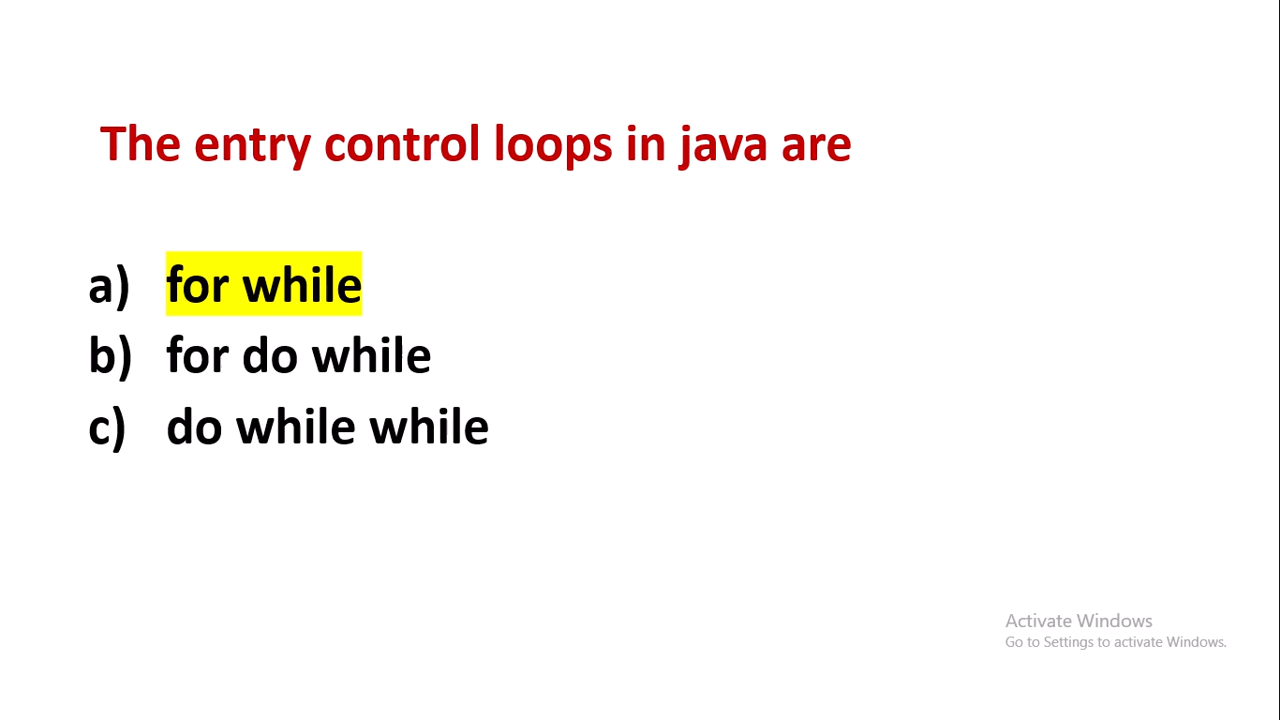 The entry control loops in java are
a) for while
b) for do while
c) do while while
Activate Windows
Go to Settings to activate Windows.